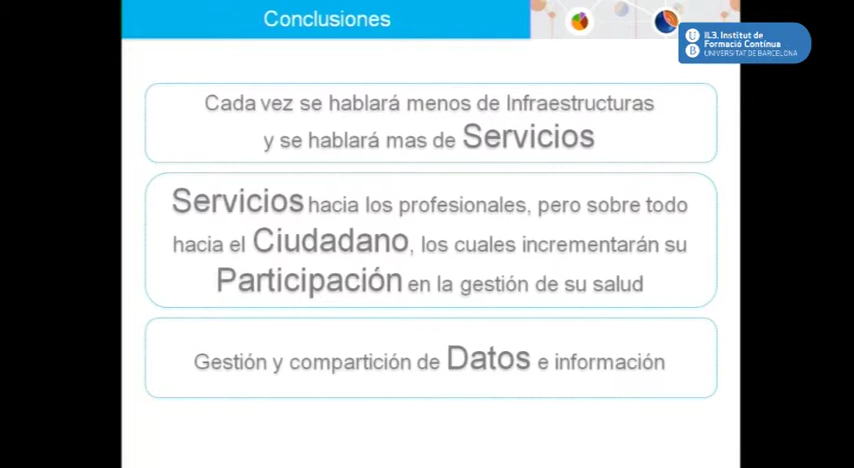 Conclusiones
IL3. Institut de
Formació Contínua
UNIVERSITAT DE BARCELONA
U
B
Cada vez se hablará menos de Infraestructuras
y se hablará mas de Servicios
Servicios hacia los profesionales, pero sobre todo
hacia el Ciudadano, los cuales incrementarán su
Participación en la gestión de su salud
Gestión y compartición de Datos e información